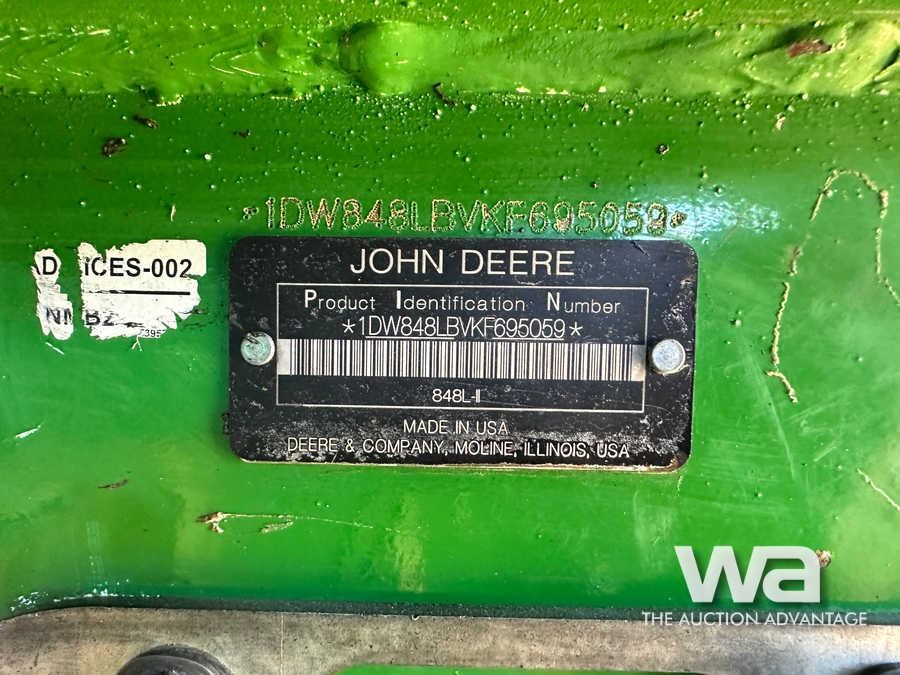 *1DW848LBVKF695059*
JOHN DEERE
Product Identification Number
*1DW848LBVKF695059*
848L-II
MADE IN USA
DEERE & COMPANY, MOLINE, ILLINOIS, USA
ICES-002
wa
THE AUCTION ADVANTAGE